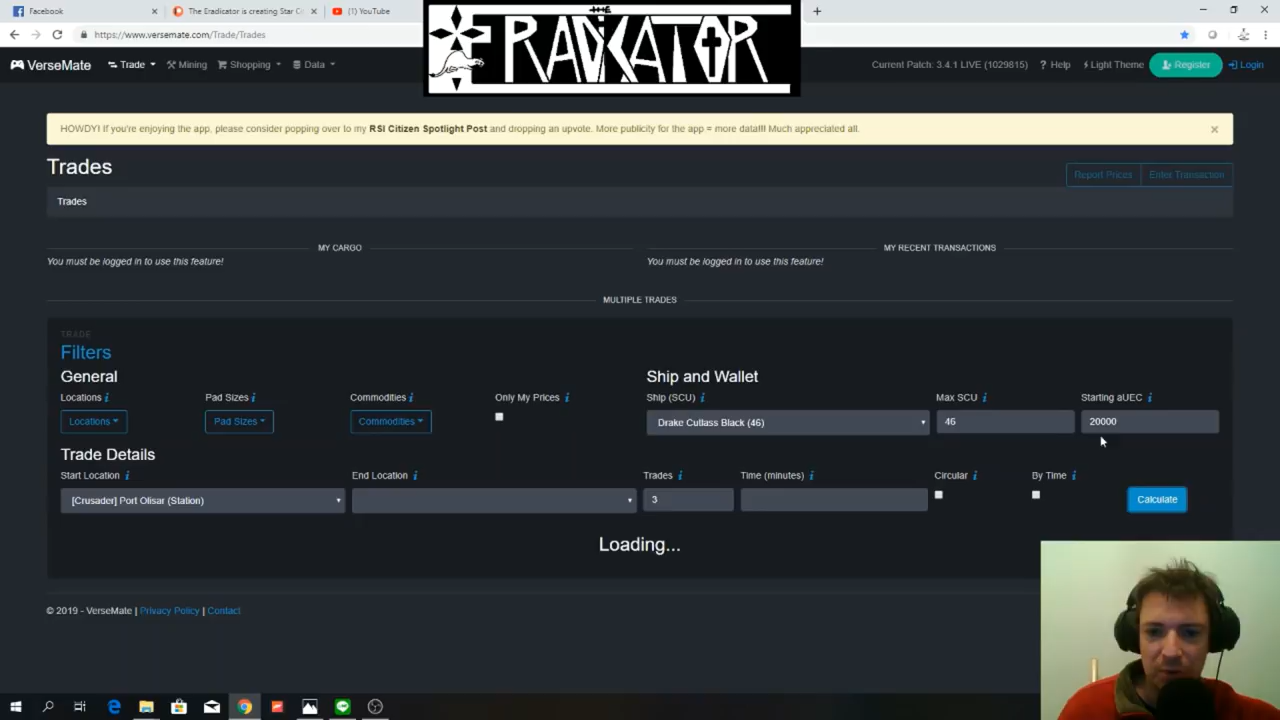 Facebook
The Eradicator is creating Star C
(1) YouTube
THE
ERADICATOR
https://www.versemate.com/Trade/Trades
VerseMate Trade Mining Shopping Data
Current Patch: 3.4.1 LIVE (1029815) Help Light Theme Register Login
HOWDY! If you're enjoying the app, please consider popping over to my RSI Citizen Spotlight Post and dropping an upvote. More publicity for the app = more data!!! Much appreciated all. ×
Trades
Report Prices Enter Transaction
Trades
MY CARGO MY RECENT TRANSACTIONS
You must be logged in to use this feature! You must be logged in to use this feature!
MULTIPLE TRADES
TRADE
Filters
General Ship and Wallet
Locations i Pad Sizes i Commodities i Only My Prices i Ship (SCU) i Max SCU i Starting aUEC i
Locations Pad Sizes Commodities Drake Cutlass Black (46) 46 20000
Trade Details
Start Location i End Location i Trades i Time (minutes) i Circular i By Time i
[Crusader] Port Olisar (Station) 3 Calculate
Loading...
© 2019 - VerseMate | Privacy Policy | Contact